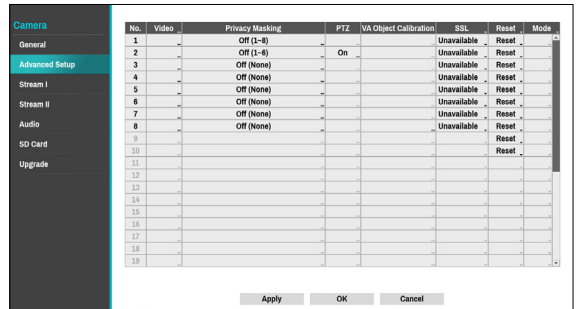 Camera
General
Advanced Setup
Stream I
Stream II
Audio
SD Card
Upgrade
No. Video Privacy Masking PTZ VA Object Calibration SSL Reset Mode
1 Off (1~8) Unavailable Reset
2 Off (1~6) On Unavailable Reset
3 Off (None) Unavailable Reset
4 Off (None) Unavailable Reset
5 Off (None) Unavailable Reset
6 Off (None) Unavailable Reset
7 Off (None) Unavailable Reset
8 Off (None) Unavailable Reset
9 Reset
10 Reset
11
12
13
14
15
16
17
18
19
Apply OK Cancel